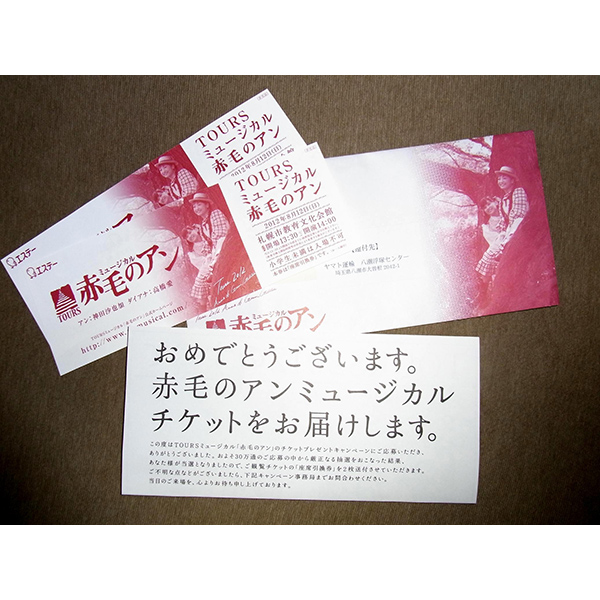 TOURS
ミュージカル
赤毛のアン
2012年8月12日(日)
TOURS
ミュージカル
赤毛のアン
2012年8月12日(日)
札幌市教育文化会館
開場13:30/開演14:00
小学生未満は入場不可
エステー
エステー
ミュージカル
赤毛のアン
TOURS
アン:神田沙也加 ダイアナ:高橋愛
Tour 2012
ヤマト運輸 八潮浮塚センター
赤毛のアン
おめでとうございます。
赤毛のアンミュージカル
チケットをお届けします。
この度はTOURSミュージカル「赤毛のアン」のチケットプレゼントキャンペーンにご応募いただき、
ありがとうございました。およそ30万通のご応募の中から厳正なる抽選をおこなった結果、
あなた様が当選となりましたので、ご観覧チケットの「座席引換券」を2枚送付させていただきます。
ご不明な点などがございましたら、下記キャンペーン事務局までお問合わせください。
当日のご来場を、心よりお待ち申し上げております。